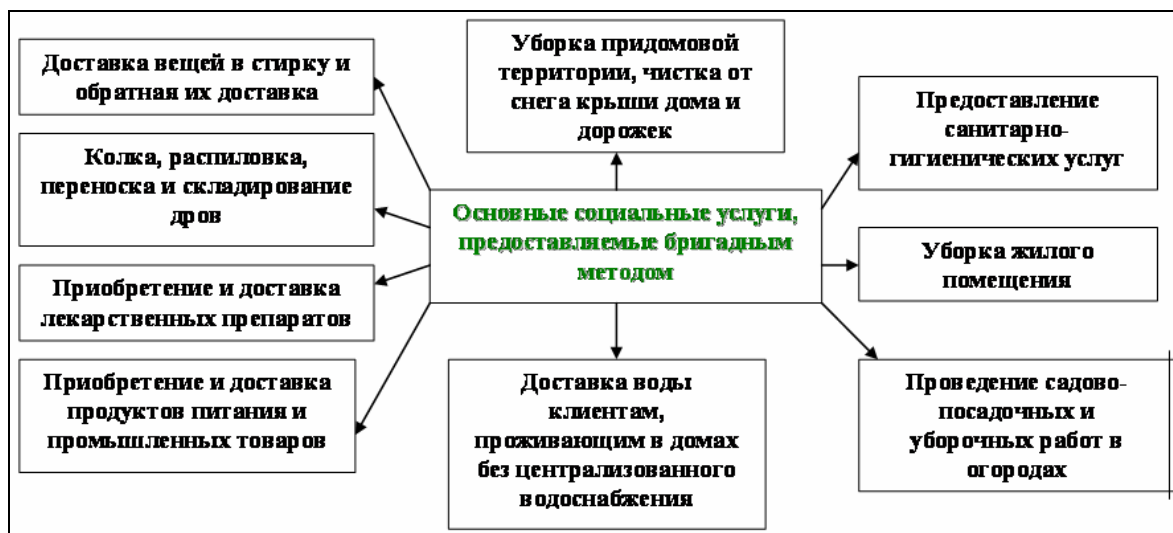 Доставка вещей в стирку и
обратная их доставка
Колка, распиловка,
переноска и складирование
дров
Приобретение и доставка
лекарственных препаратов
Приобретение и доставка
продуктов питания и
промышленных товаров
Уборка придомовой
территории, чистка от
снега крыши дома и
дорожек
Основные социальные услуги,
предоставляемые бригадным
методом
Доставка воды
клиентам,
проживающим в домах
без централизованного
водоснабжения
Предоставление
санитарно-
гигиенических услуг
Уборка жилого
помещения
Проведение садово-
посадочных и
уборочных работ в
огородах